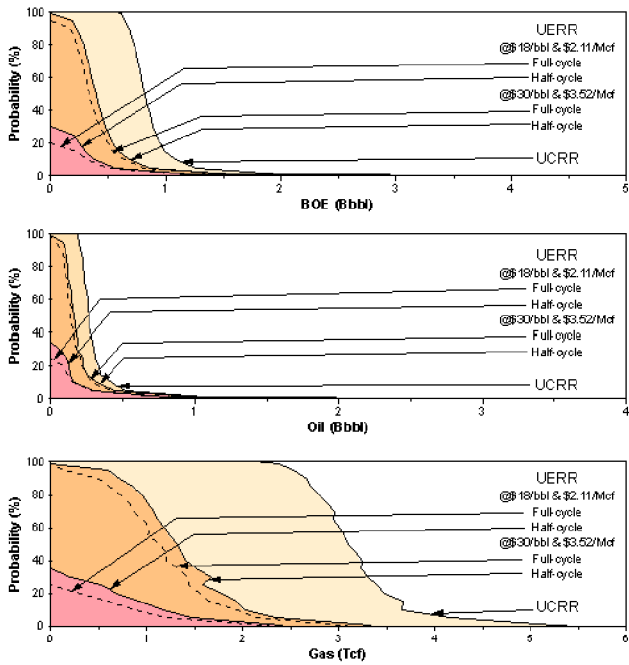 UERR
@$18/bbl & $2.11/Mcf
Full-cycle
Half-cycle
@$30/bbl & $3.52/Mcf
Full-cycle
Half-cycle
UCRR
Probability (%)
100
80
60
40
20
0
0 1 2 3 4 5
BOE (Bbbl)
UERR
@$18/bbl & $2.11/Mcf
Full-cycle
Half-cycle
@$30/bbl & $3.52/Mcf
Full-cycle
Half-cycle
UCRR
Probability (%)
100
80
60
40
20
0
0 1 2 3 4
Oil (Bbbl)
UERR
@$18/bbl & $2.11/Mcf
Full-cycle
Half-cycle
@$30/bbl & $3.52/Mcf
Full-cycle
Half-cycle
UCRR
Probability (%)
100
80
60
40
20
0
0 1 2 3 4 5 6
Gas (Tcf)